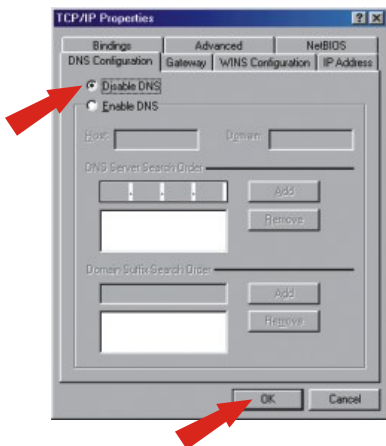 TCP/IP Properties
Bindings Advanced NetBIOS
DNS Configuration Gateway WINS Configuration IP Address
Disable DNS
Enable DNS
Host: Domain:
DNS Server Search Order
. . . Add
Remove
Domain Suffix Search Order
Add
Remove
OK Cancel